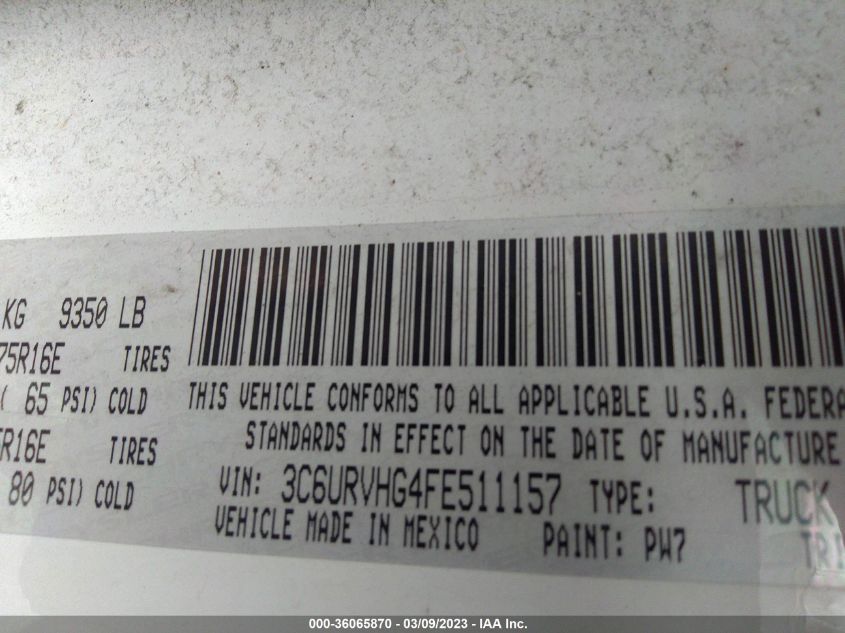 KG 9350 LB
75R16E TIRES
( 65 PSI) COLD
R16E TIRES
80 PSI) COLD
THIS VEHICLE CONFORMS TO ALL APPLICABLE U.S.A. FEDERA
STANDARDS IN EFFECT ON THE DATE OF MANUFACTURE
VIN: 3C6URVHG4FE511157 TYPE: TRUCK
VEHICLE MADE IN MEXICO PAINT: PW7 TRI
000-36065870 - 03/09/2023 - IAA Inc.